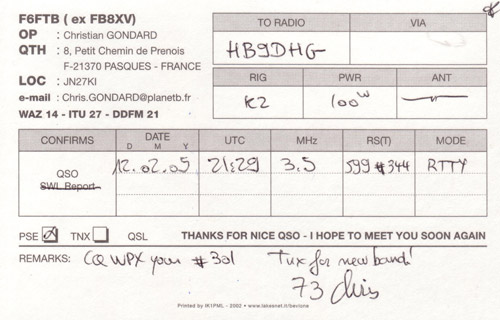 F6FTB ( ex FB8XV)
OP : Christian GONDARD
QTH : 8, Petit Chemin de Prenois
F-21370 PASQUES - FRANCE
LOC : JN27KI
e-mail : Chris.GONDARD@planetb.fr
WAZ 14 - ITU 27 - DDFM 21
TO RADIO VIA
HB9DHG
RIG PWR ANT
K2 100W
CONFIRMS DATE UTC MHz RS(T) MODE
D M Y
QSO 12.02.05 21:29 3.5 599 #344 RTTY
SWL Report
PSE TNX QSL THANKS FOR NICE QSO - I HOPE TO MEET YOU SOON AGAIN
REMARKS: CQ WPX your #301 Tnx for new band!
73 Chris
Printed by IK1PML - 2002 • www.lakesnet.it/bevione